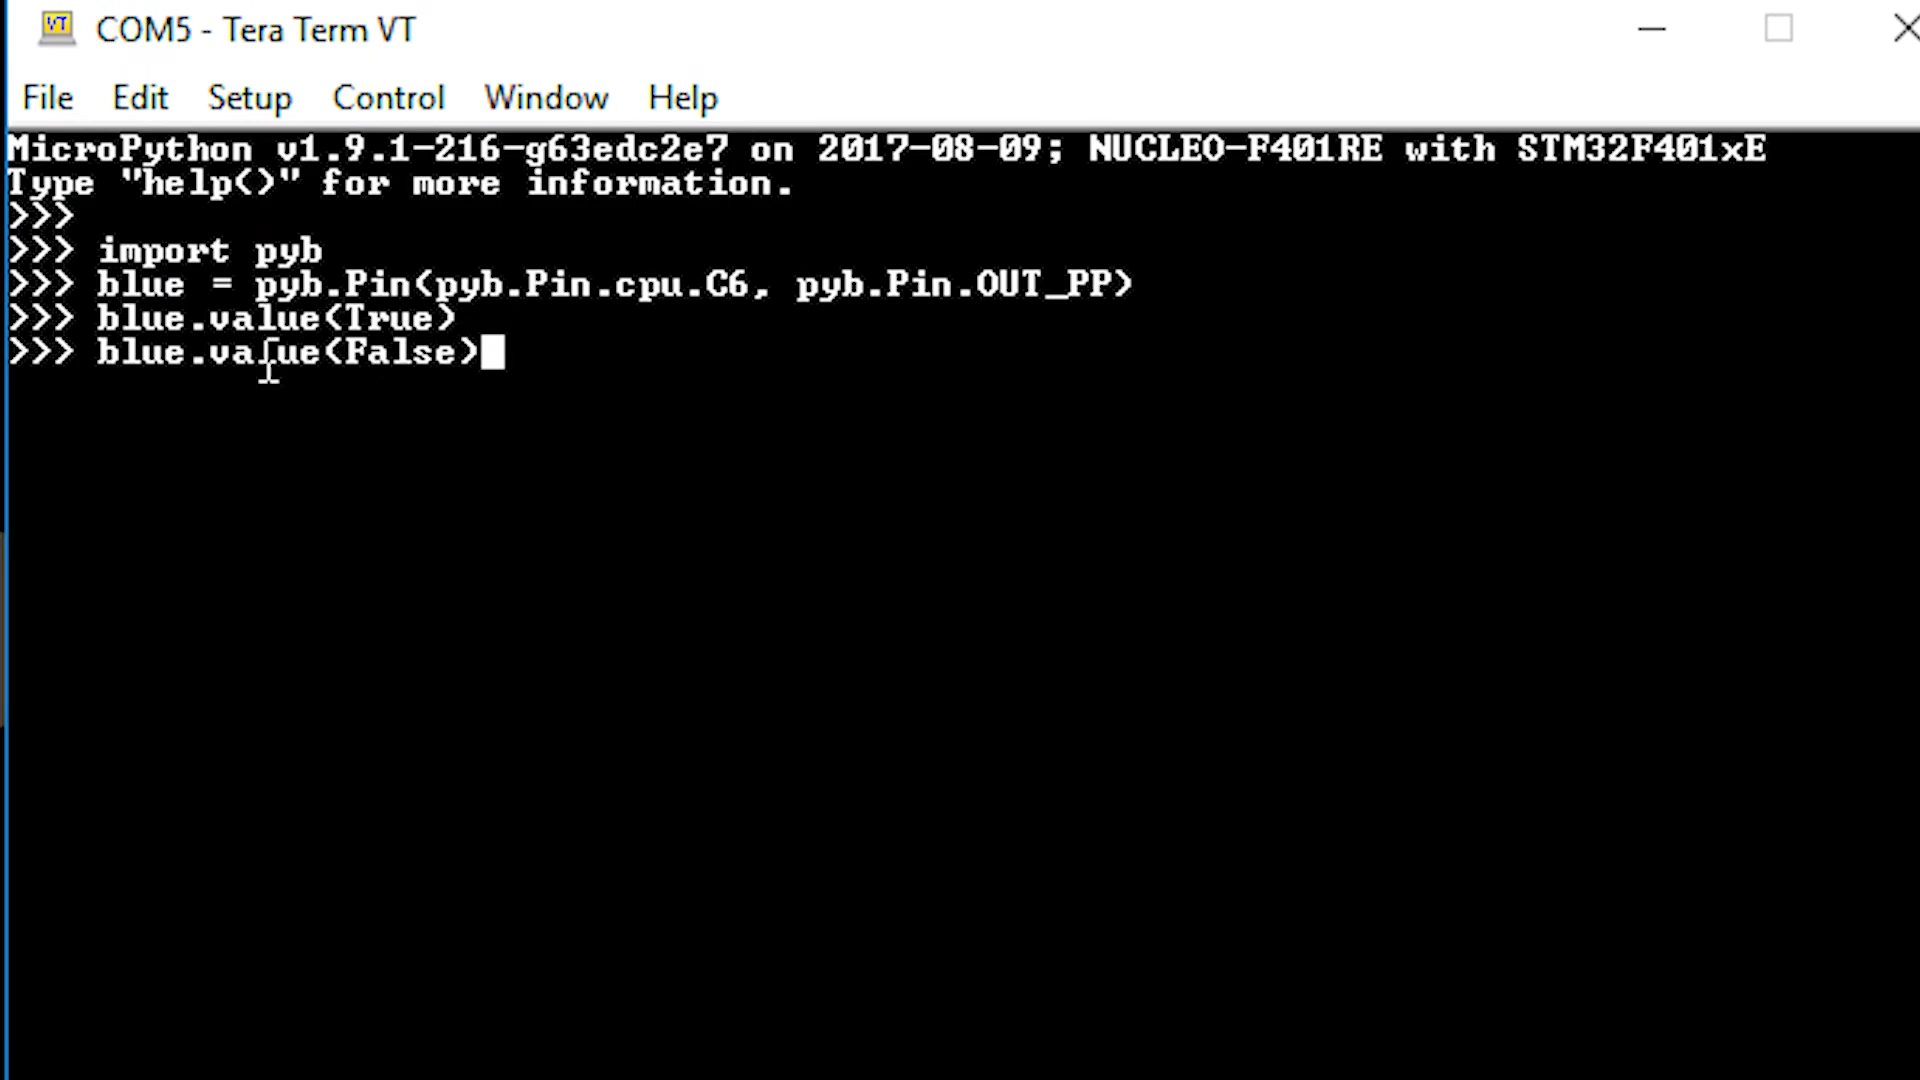 COM5 - Tera Term VT
File Edit Setup Control Window Help
MicroPython v1.9.1-216-g63edc2e7 on 2017-08-09; NUCLEO-F401RE with STM32F401xE
Type "help()" for more information.
>>>
>>> import pyb
>>> blue = pyb.Pin(pyb.Pin.cpu.C6, pyb.Pin.OUT_PP)
>>> blue.value(True)
>>> blue.value(False)